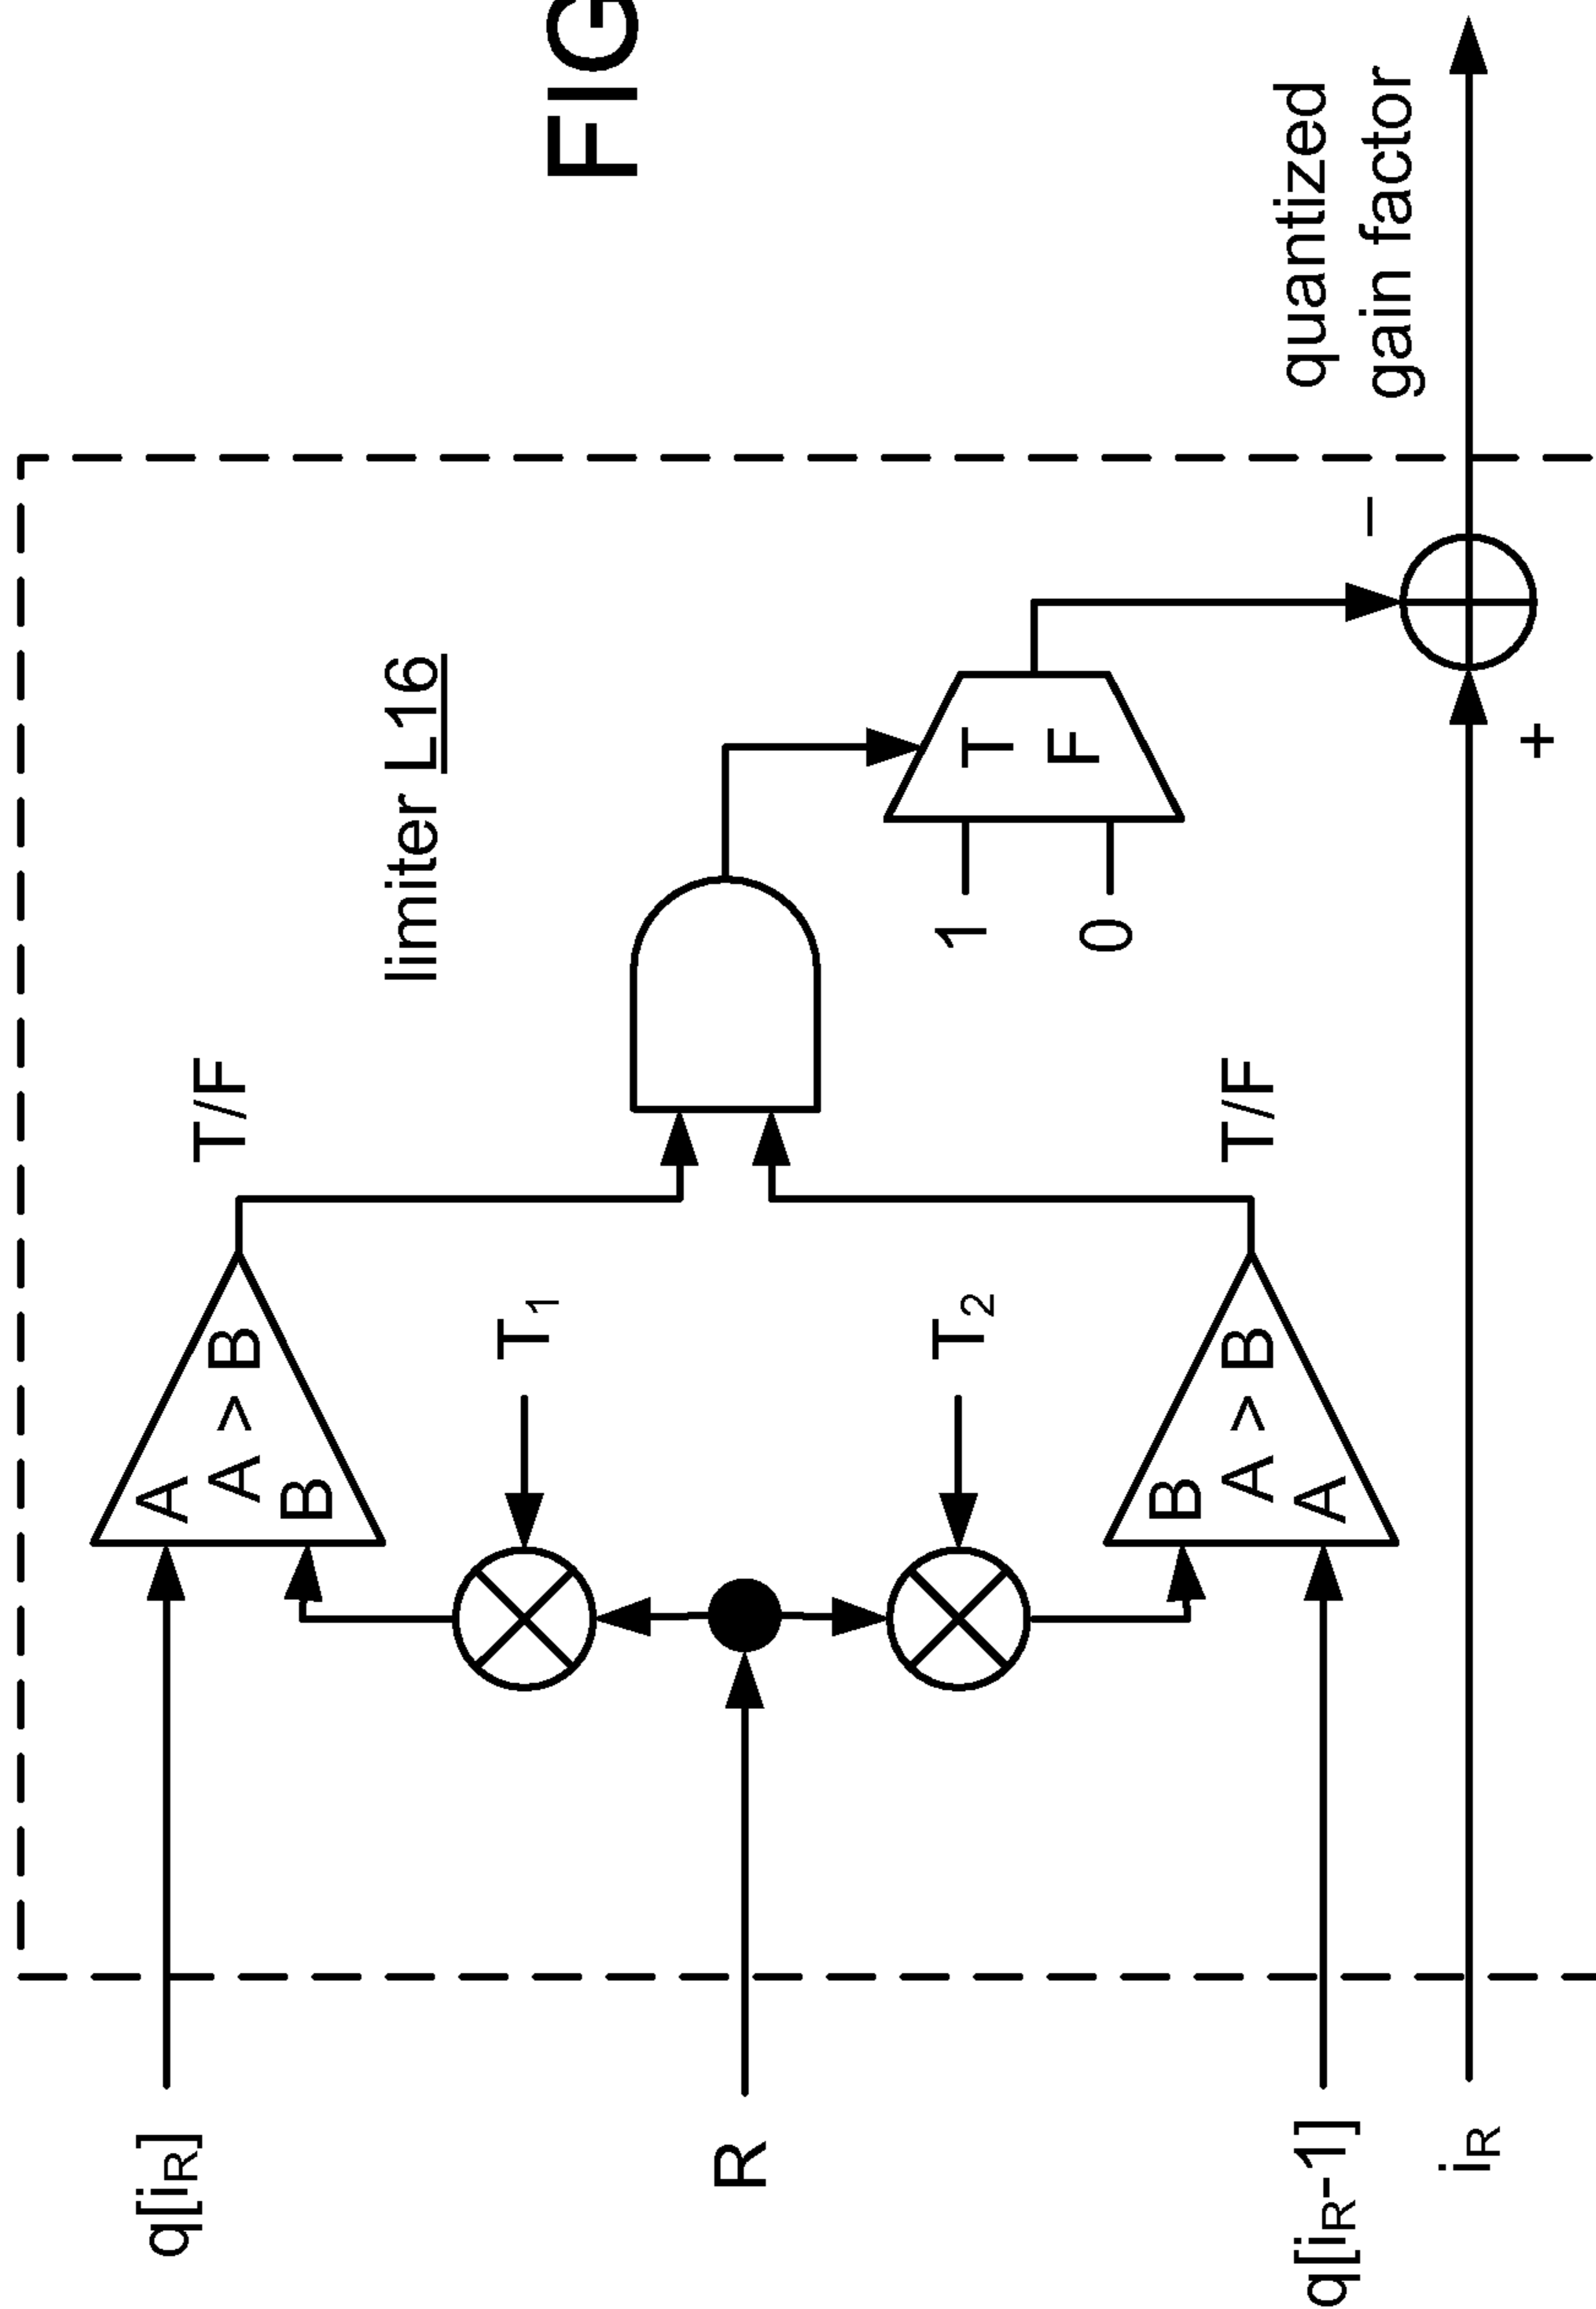 FIG
limiter L16
q[iR]
A
A > B
B
T/F
T1
R
T2
B
A > B
A
T/F
q[iR-1]
1
0
T
F
iR
+
–
quantized
gain factor